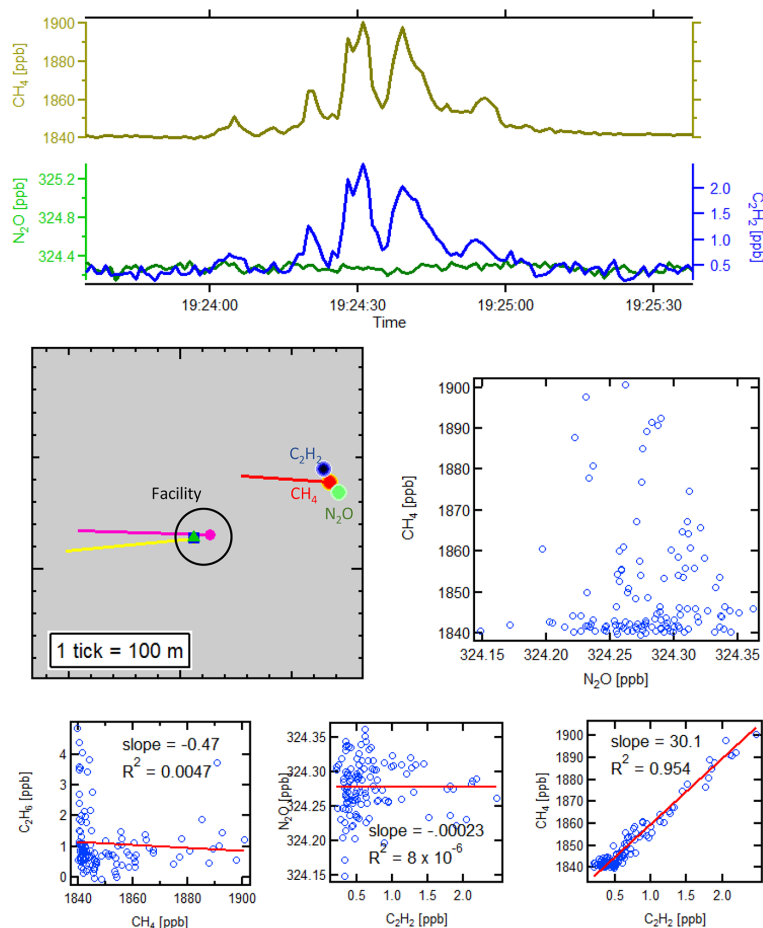 1900
1880
1860
1840
CH4 [ppb]
325.2
324.8
324.4
N2O [ppb]
2.0
1.5
1.0
0.5
C2H2 [ppb]
19:24:00 19:24:30 19:25:00 19:25:30
Time
C2H2
CH4
N2O
Facility
1 tick = 100 m
1900
1890
1880
1870
1860
1850
1840
CH4 [ppb]
324.15 324.20 324.25 324.30 324.35
N2O [ppb]
slope = -0.47
R2 = 0.0047
4
3
2
1
0
C2H6 [ppb]
1840 1860 1880 1900
CH4 [ppb]
324.35
324.30
324.25
324.20
324.15
N2O [ppb]
slope = -.00023
R2 = 8 x 10-6
0.5 1.0 1.5 2.0
C2H2 [ppb]
slope = 30.1
R2 = 0.954
1900
1890
1880
1870
1860
1850
1840
CH4 [ppb]
0.5 1.0 1.5 2.0
C2H2 [ppb]